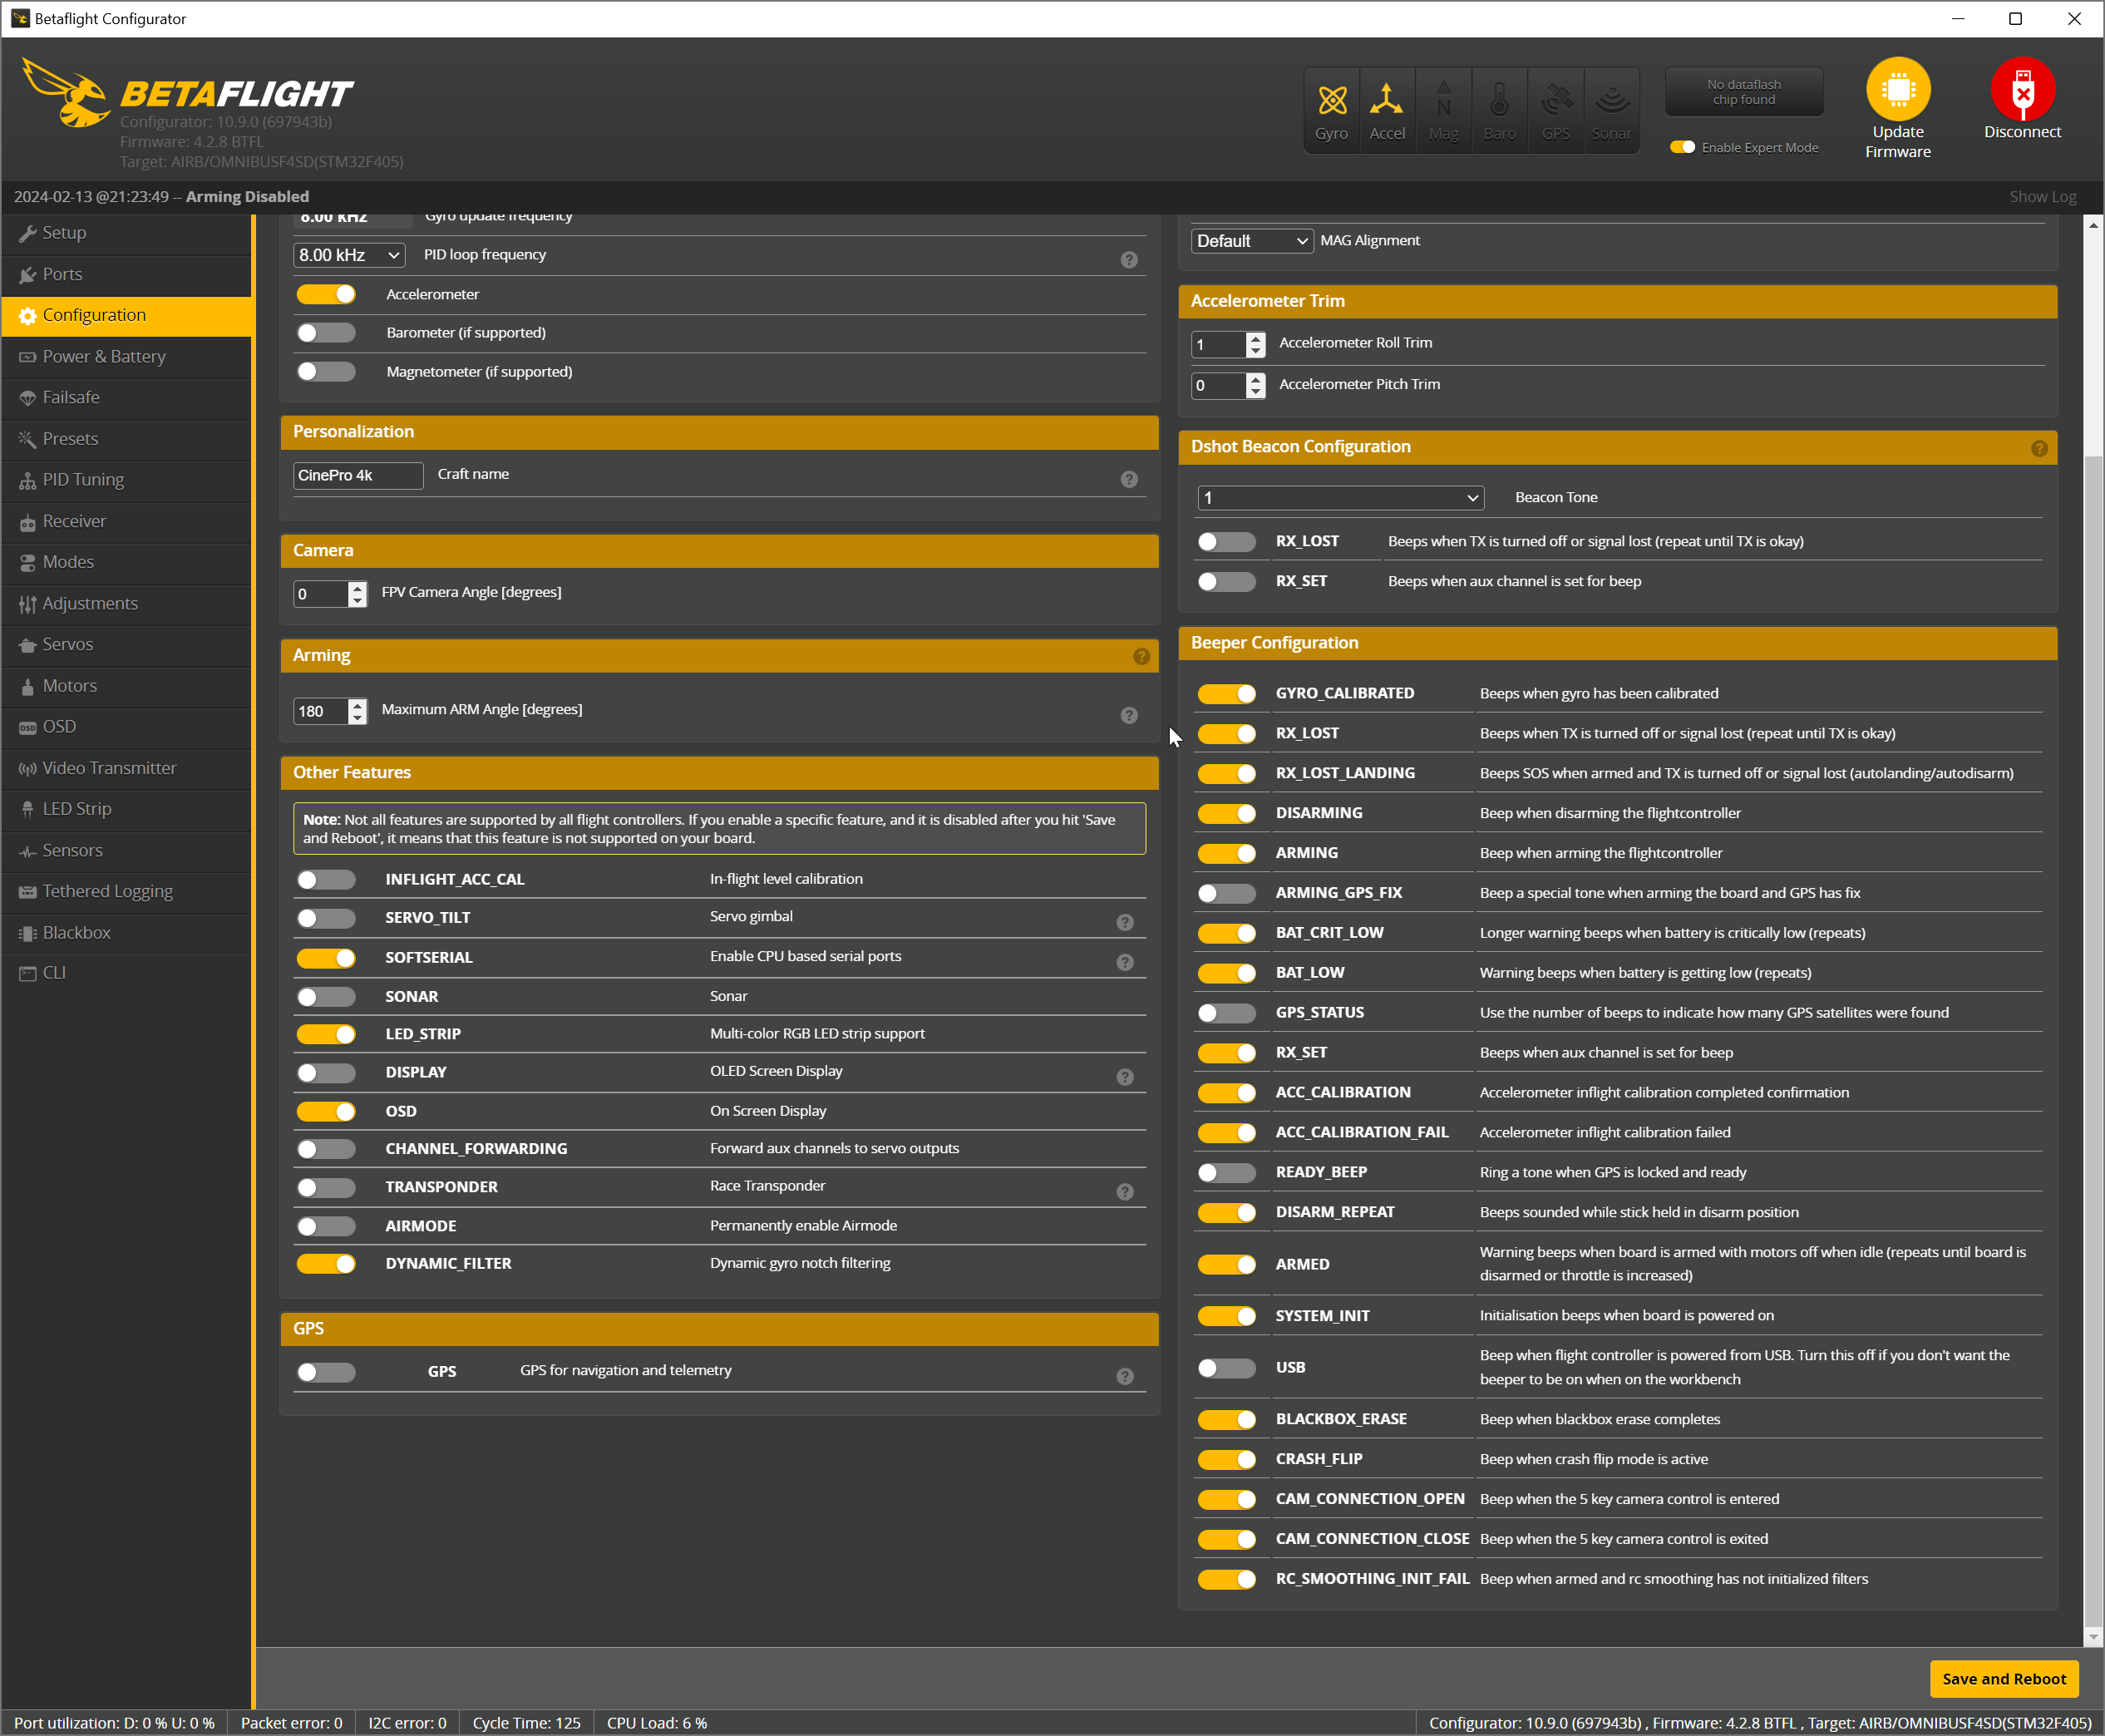 Betaflight Configurator
BETAFLIGHT
Configurator: 10.9.0 (697943b)
Firmware: 4.2.8 BTFL
Target: AIRB/OMNIBUSF4SD(STM32F405)
Gyro
Accel
Mag
Baro
GPS
Sonar
No dataflash
chip found
Enable Expert Mode
Update
Firmware
Disconnect
2024-02-13 @21:23:49 -- Arming Disabled
Show Log
Setup
Ports
Configuration
Power & Battery
Failsafe
Presets
PID Tuning
Receiver
Modes
Adjustments
Servos
Motors
OSD
Video Transmitter
LED Strip
Sensors
Tethered Logging
Blackbox
CLI
8.00 kHz Gyro update frequency
8.00 kHz PID loop frequency
Accelerometer
Barometer (if supported)
Magnetometer (if supported)
Personalization
CinePro 4k Craft name
Camera
0 FPV Camera Angle [degrees]
Arming
180 Maximum ARM Angle [degrees]
Other Features
Note: Not all features are supported by all flight controllers. If you enable a specific feature, and it is disabled after you hit 'Save
and Reboot', it means that this feature is not supported on your board.
INFLIGHT_ACC_CAL In-flight level calibration
SERVO_TILT Servo gimbal
SOFTSERIAL Enable CPU based serial ports
SONAR Sonar
LED_STRIP Multi-color RGB LED strip support
DISPLAY OLED Screen Display
OSD On Screen Display
CHANNEL_FORWARDING Forward aux channels to servo outputs
TRANSPONDER Race Transponder
AIRMODE Permanently enable Airmode
DYNAMIC_FILTER Dynamic gyro notch filtering
GPS
GPS GPS for navigation and telemetry
Default MAG Alignment
Accelerometer Trim
1 Accelerometer Roll Trim
0 Accelerometer Pitch Trim
Dshot Beacon Configuration
1 Beacon Tone
RX_LOST Beeps when TX is turned off or signal lost (repeat until TX is okay)
RX_SET Beeps when aux channel is set for beep
Beeper Configuration
GYRO_CALIBRATED Beeps when gyro has been calibrated
RX_LOST Beeps when TX is turned off or signal lost (repeat until TX is okay)
RX_LOST_LANDING Beeps SOS when armed and TX is turned off or signal lost (autolanding/autodisarm)
DISARMING Beep when disarming the flightcontroller
ARMING Beep when arming the flightcontroller
ARMING_GPS_FIX Beep a special tone when arming the board and GPS has fix
BAT_CRIT_LOW Longer warning beeps when battery is critically low (repeats)
BAT_LOW Warning beeps when battery is getting low (repeats)
GPS_STATUS Use the number of beeps to indicate how many GPS satellites were found
RX_SET Beeps when aux channel is set for beep
ACC_CALIBRATION Accelerometer inflight calibration completed confirmation
ACC_CALIBRATION_FAIL Accelerometer inflight calibration failed
READY_BEEP Ring a tone when GPS is locked and ready
DISARM_REPEAT Beeps sounded while stick held in disarm position
ARMED Warning beeps when board is armed with motors off when idle (repeats until board is
disarmed or throttle is increased)
SYSTEM_INIT Initialisation beeps when board is powered on
USB Beep when flight controller is powered from USB. Turn this off if you don't want the
beeper to be on when on the workbench
BLACKBOX_ERASE Beep when blackbox erase completes
CRASH_FLIP Beep when crash flip mode is active
CAM_CONNECTION_OPEN Beep when the 5 key camera control is entered
CAM_CONNECTION_CLOSE Beep when the 5 key camera control is exited
RC_SMOOTHING_INIT_FAIL Beep when armed and rc smoothing has not initialized filters
Save and Reboot
Port utilization: D: 0 % U: 0 % Packet error: 0 I2C error: 0 Cycle Time: 125 CPU Load: 6 %
Configurator: 10.9.0 (697943b) , Firmware: 4.2.8 BTFL , Target: AIRB/OMNIBUSF4SD(STM32F405)